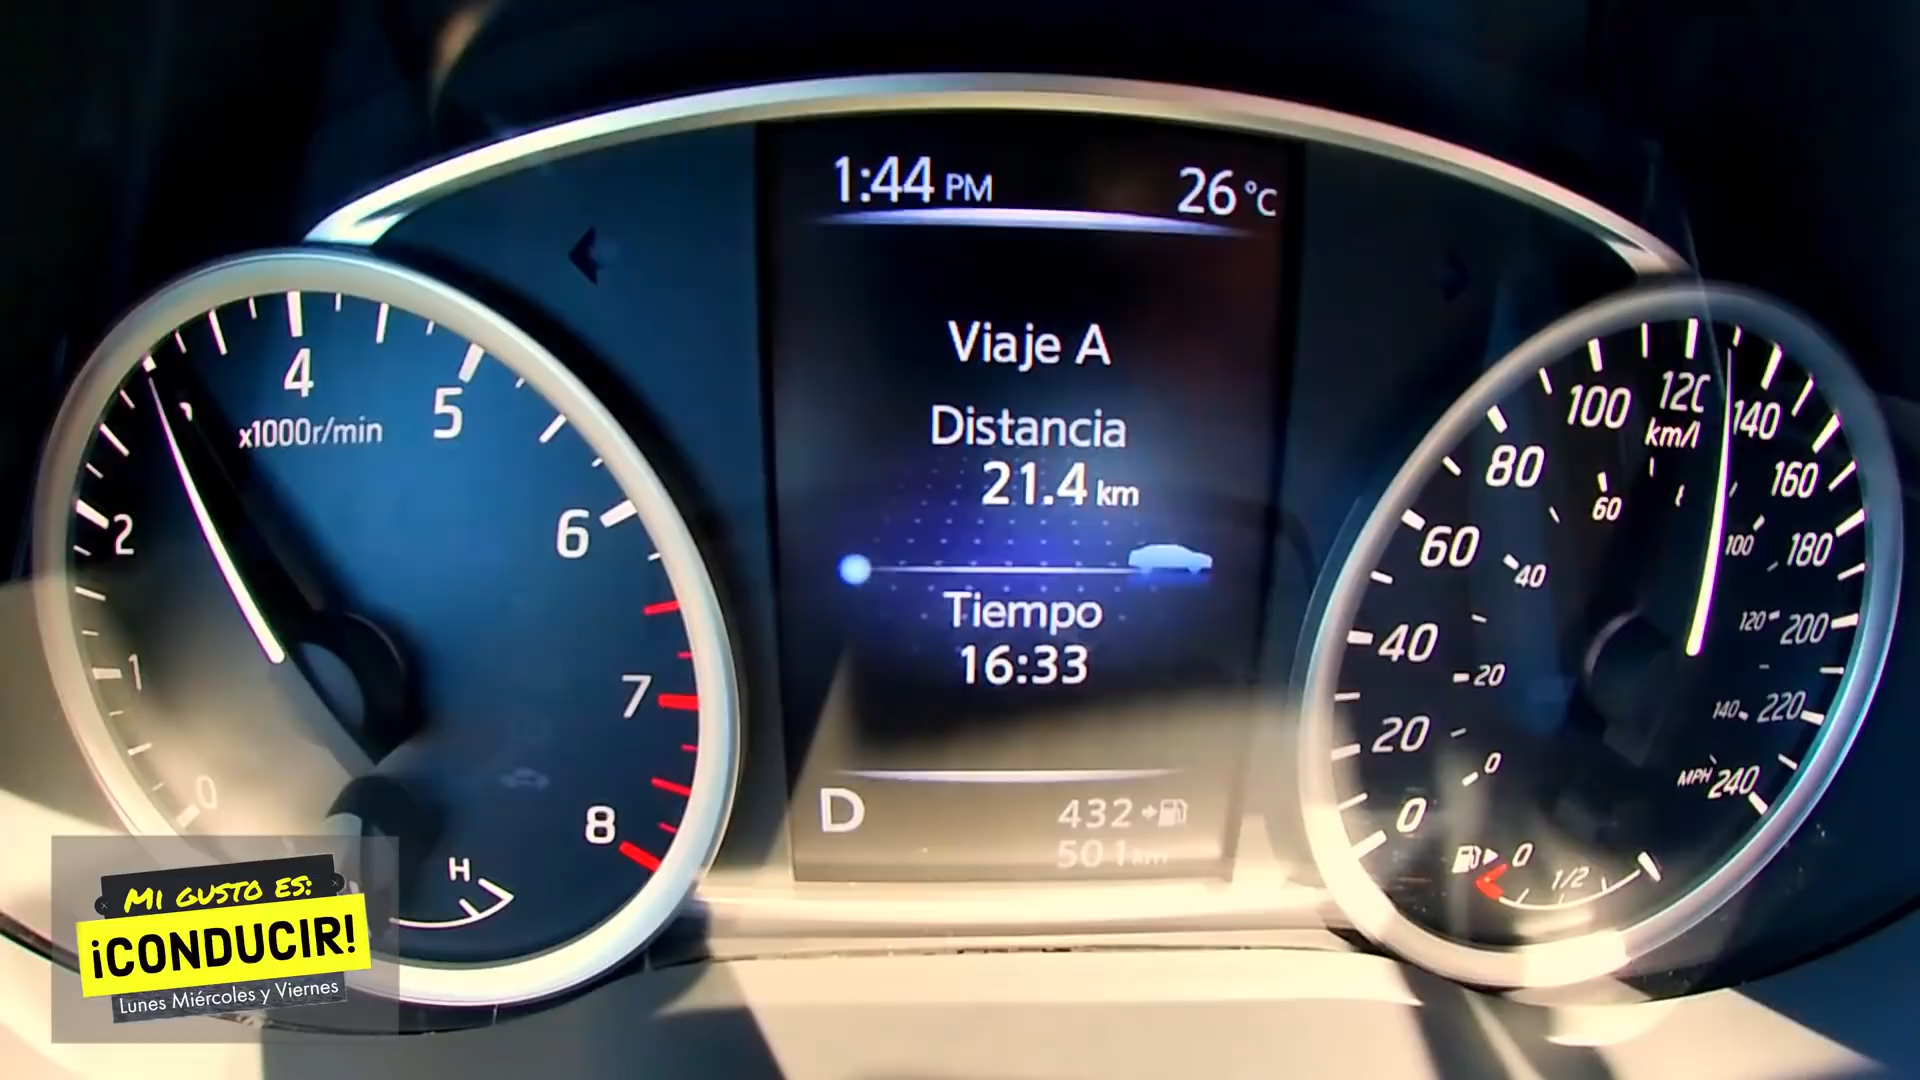 1:44 PM
26 °C
Viaje A
Distancia
21.4 km
Tiempo
16:33
D
432
501 km
0
1
2
4
5
6
7
8
x1000r/min
H
0
20
40
60
80
100
140
160
180
200
220
240
0
20
40
60
100
120
140
MPH
0
1/2
MI GUSTO ES:
¡CONDUCIR!
Lunes Miércoles y Viernes